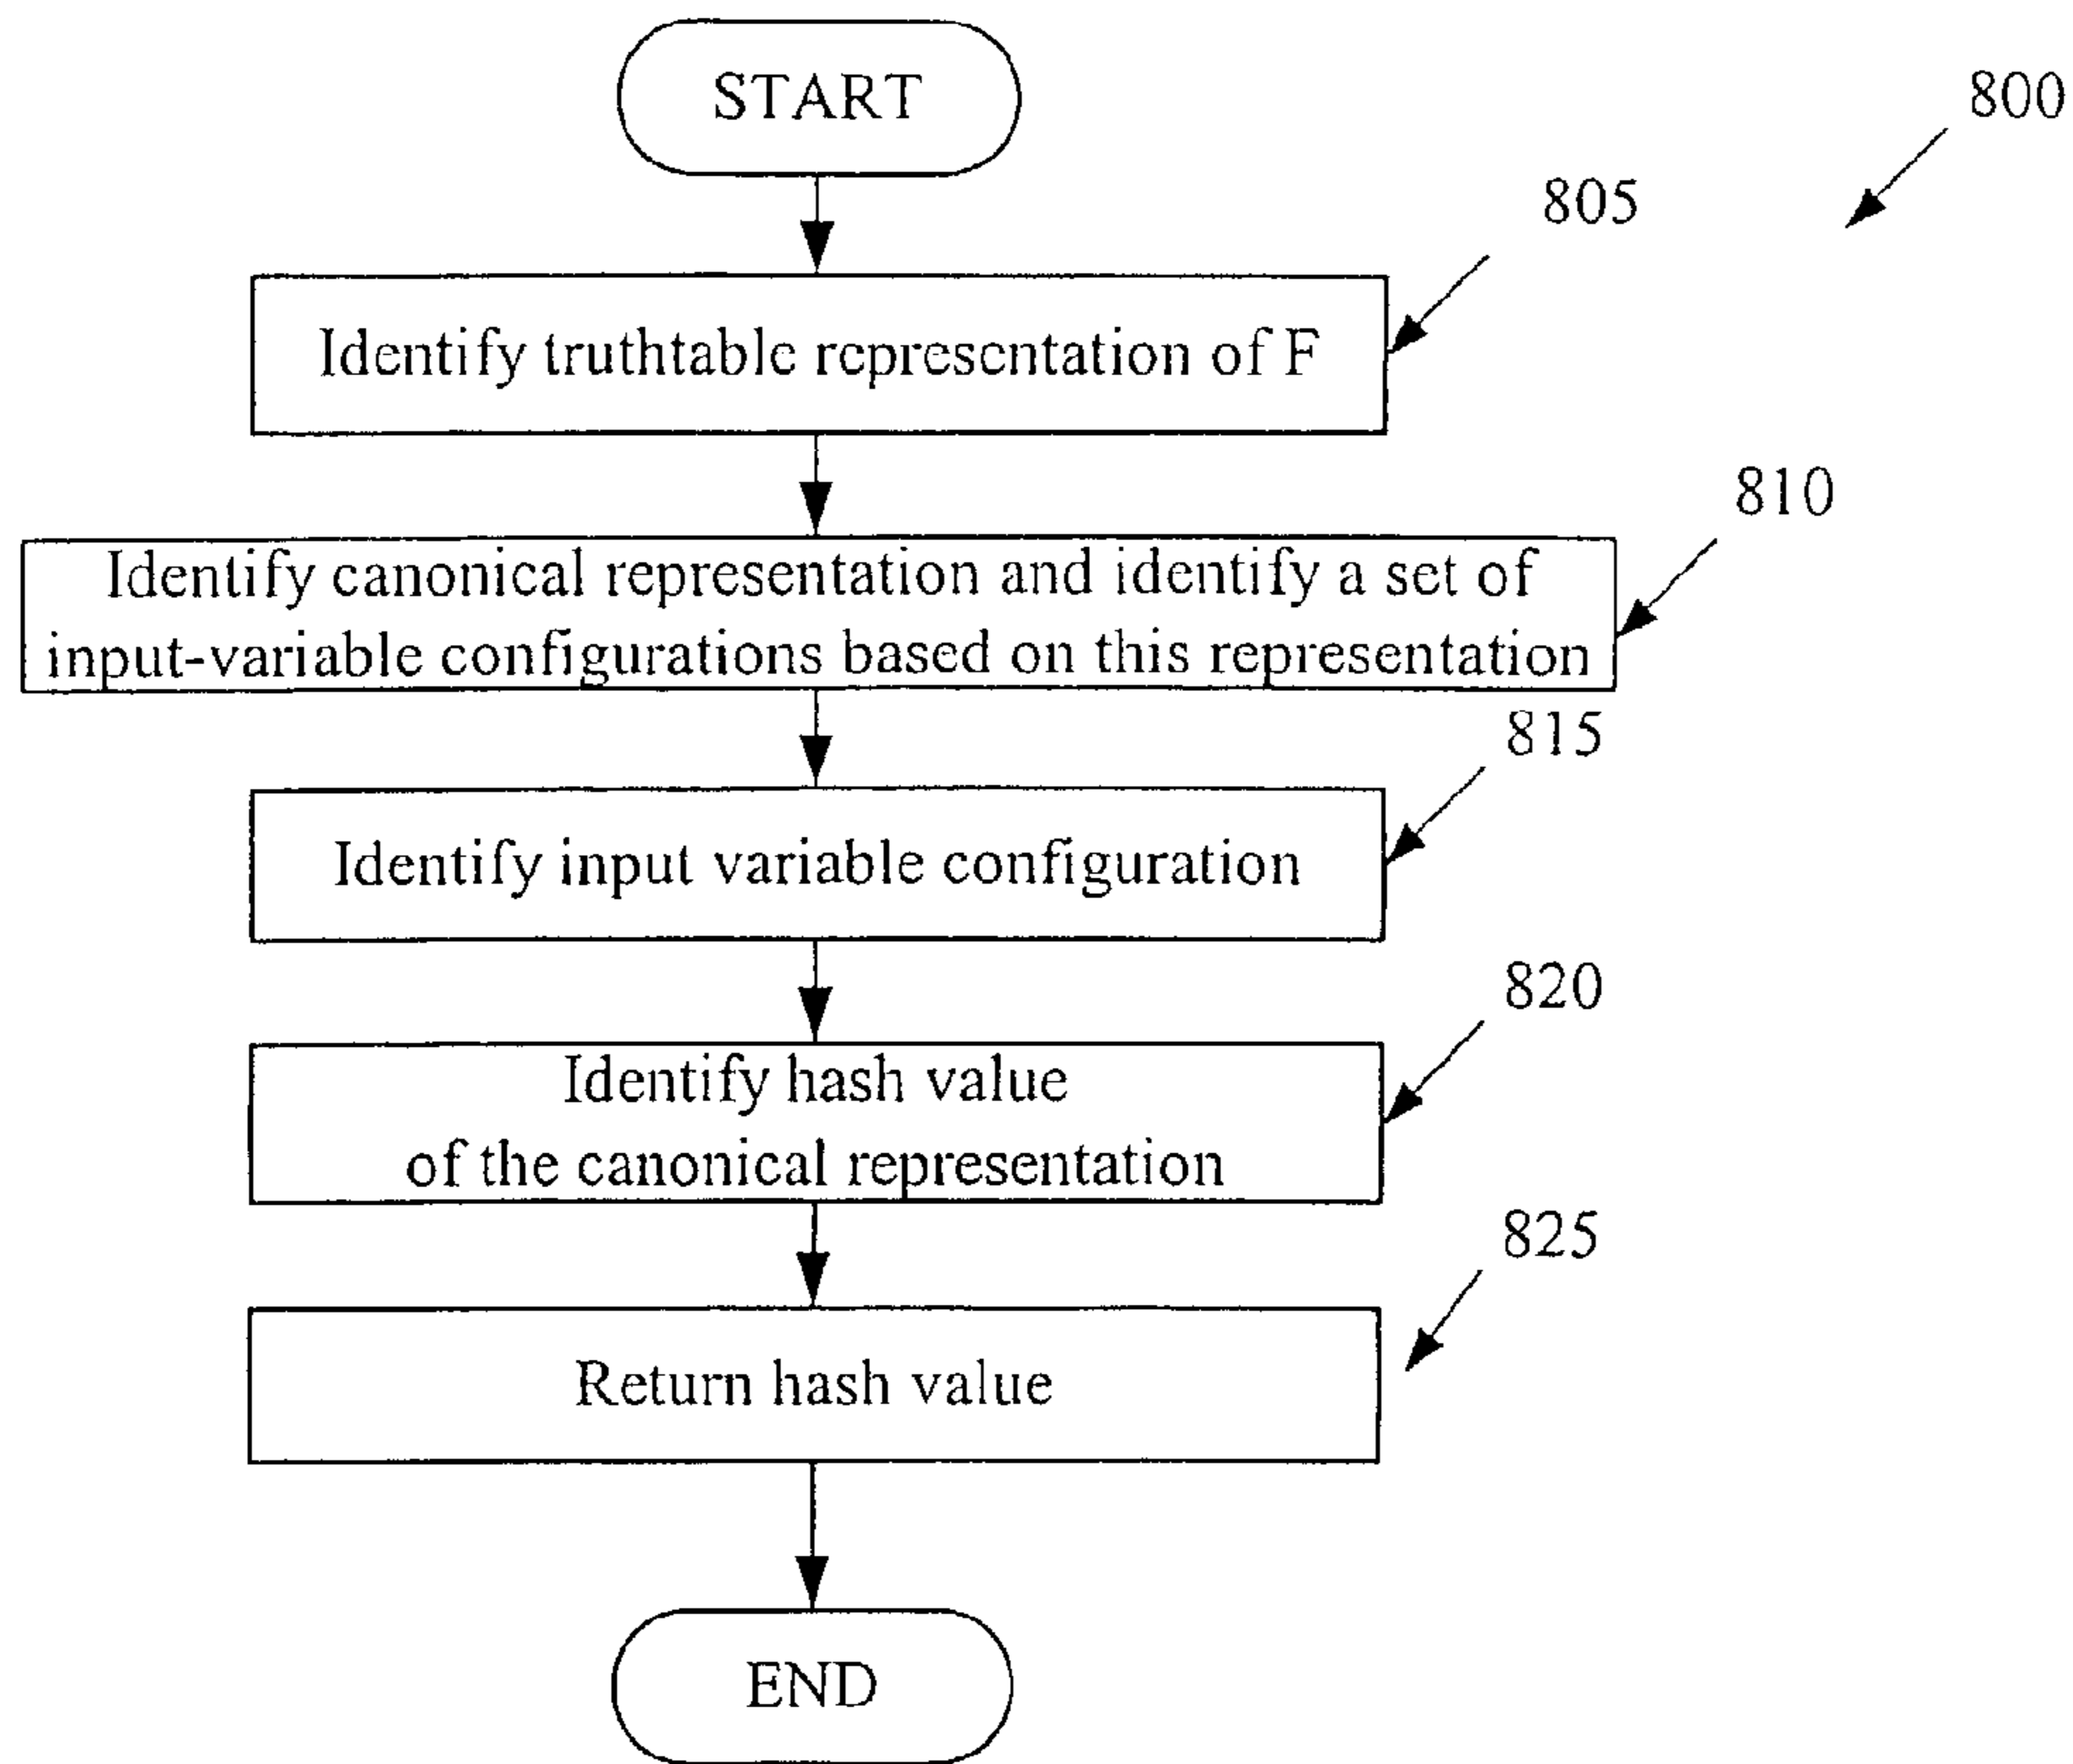 START
800
805
Identify truthtable representation of F
810
Identify canonical representation and identify a set of
input-variable configurations based on this representation
815
Identify input variable configuration
820
Identify hash value
of the canonical representation
825
Return hash value
END